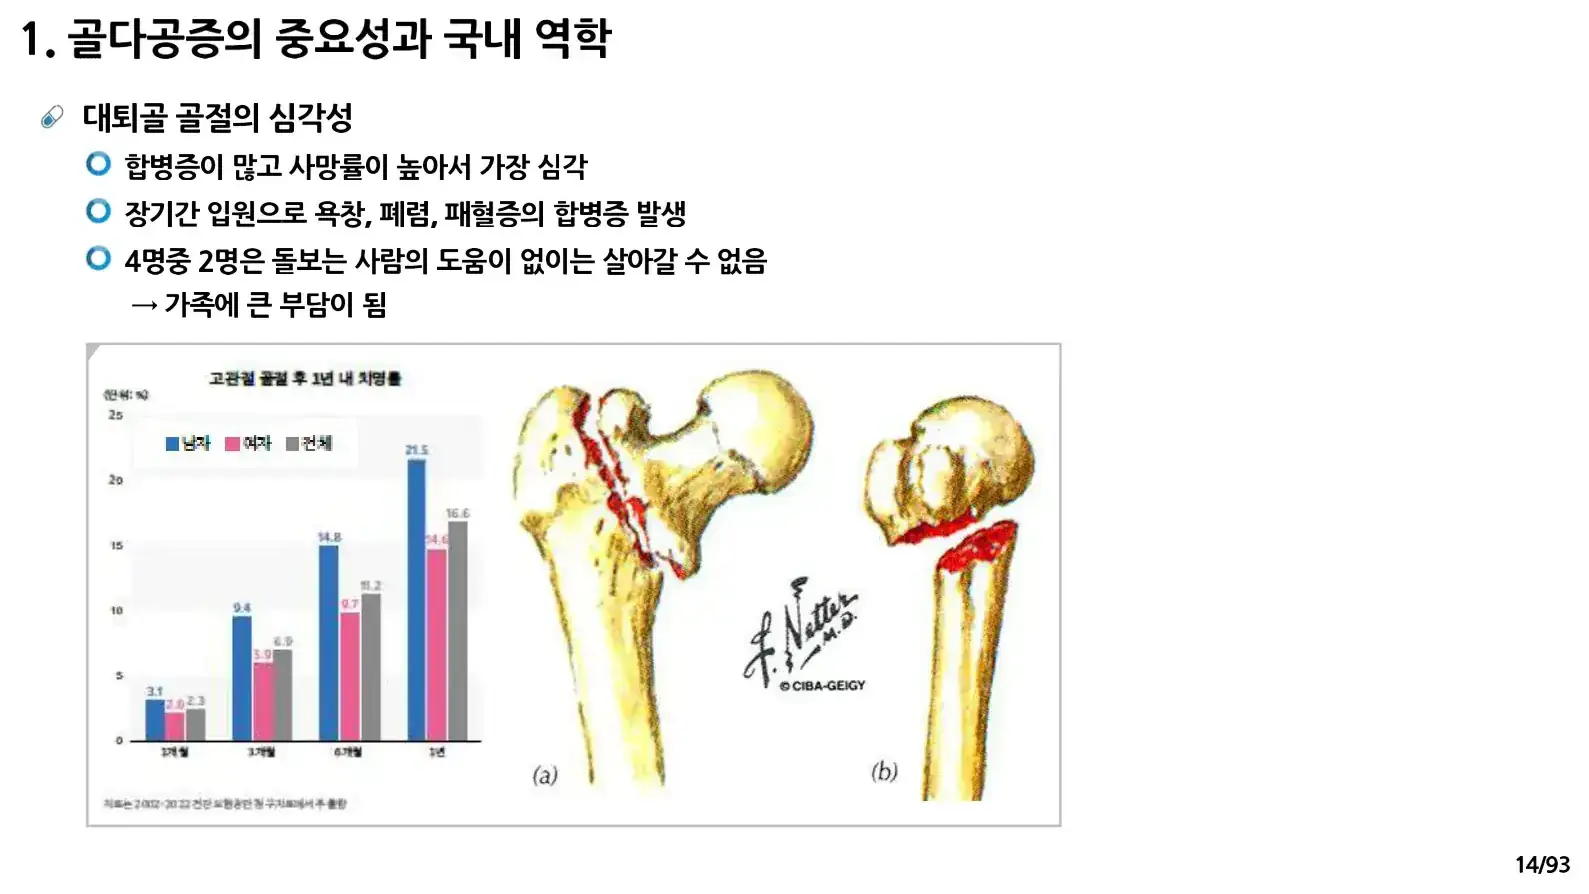 1. 골다공증의 중요성과 국내 역학
대퇴골 골절의 심각성
합병증이 많고 사망률이 높아서 가장 심각
장기간 입원으로 욕창, 폐렴, 패혈증의 합병증 발생
4명중 2명은 돌보는 사람의 도움이 없이는 살아갈 수 없음
→ 가족에 큰 부담이 됨
고관절 골절 후 1년 내 치명률
(단위: %)
25
남자 여자 전체
20
15
10
5
0
3.1 2.0 2.3
9.4 5.9 6.9
14.8 9.7 11.2
21.5 14.6 16.6
1개월 3개월 6개월 1년
F. Netter
M.D.
© CIBA-GEIGY
(a)
(b)
14/93